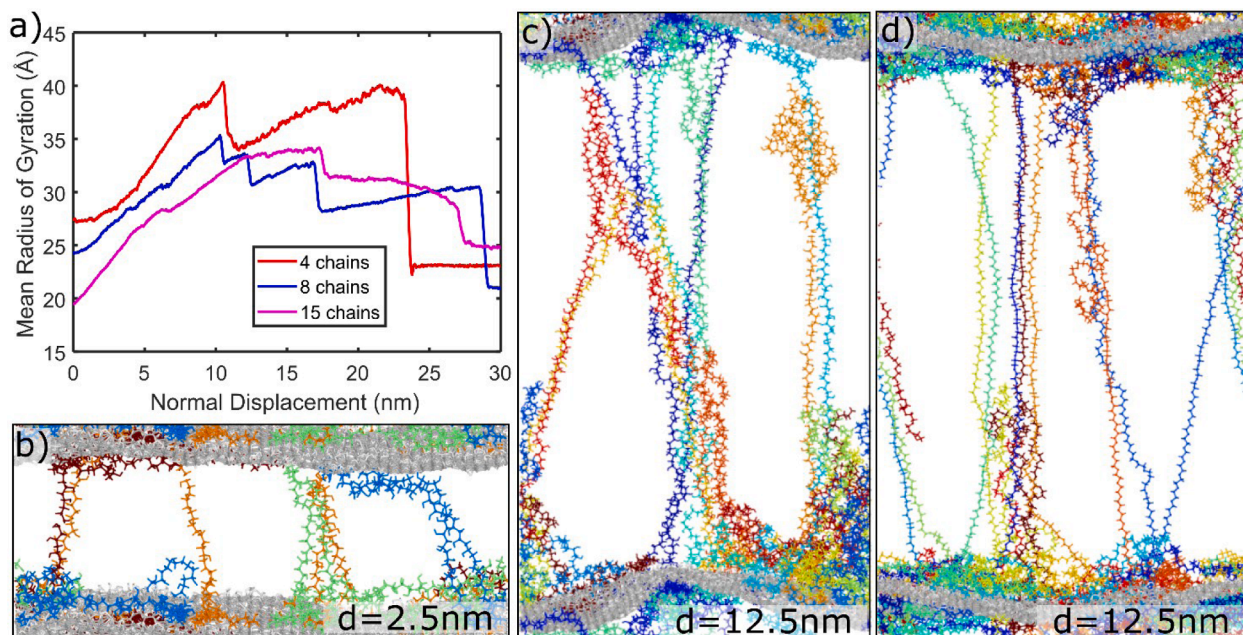 a)
Mean Radius of Gyration (Å)
45
40
35
30
25
20
15
4 chains
8 chains
15 chains
0 5 10 15 20 25 30
Normal Displacement (nm)
b)
d=2.5nm
c)
d=12.5nm
d)
d=12.5nm